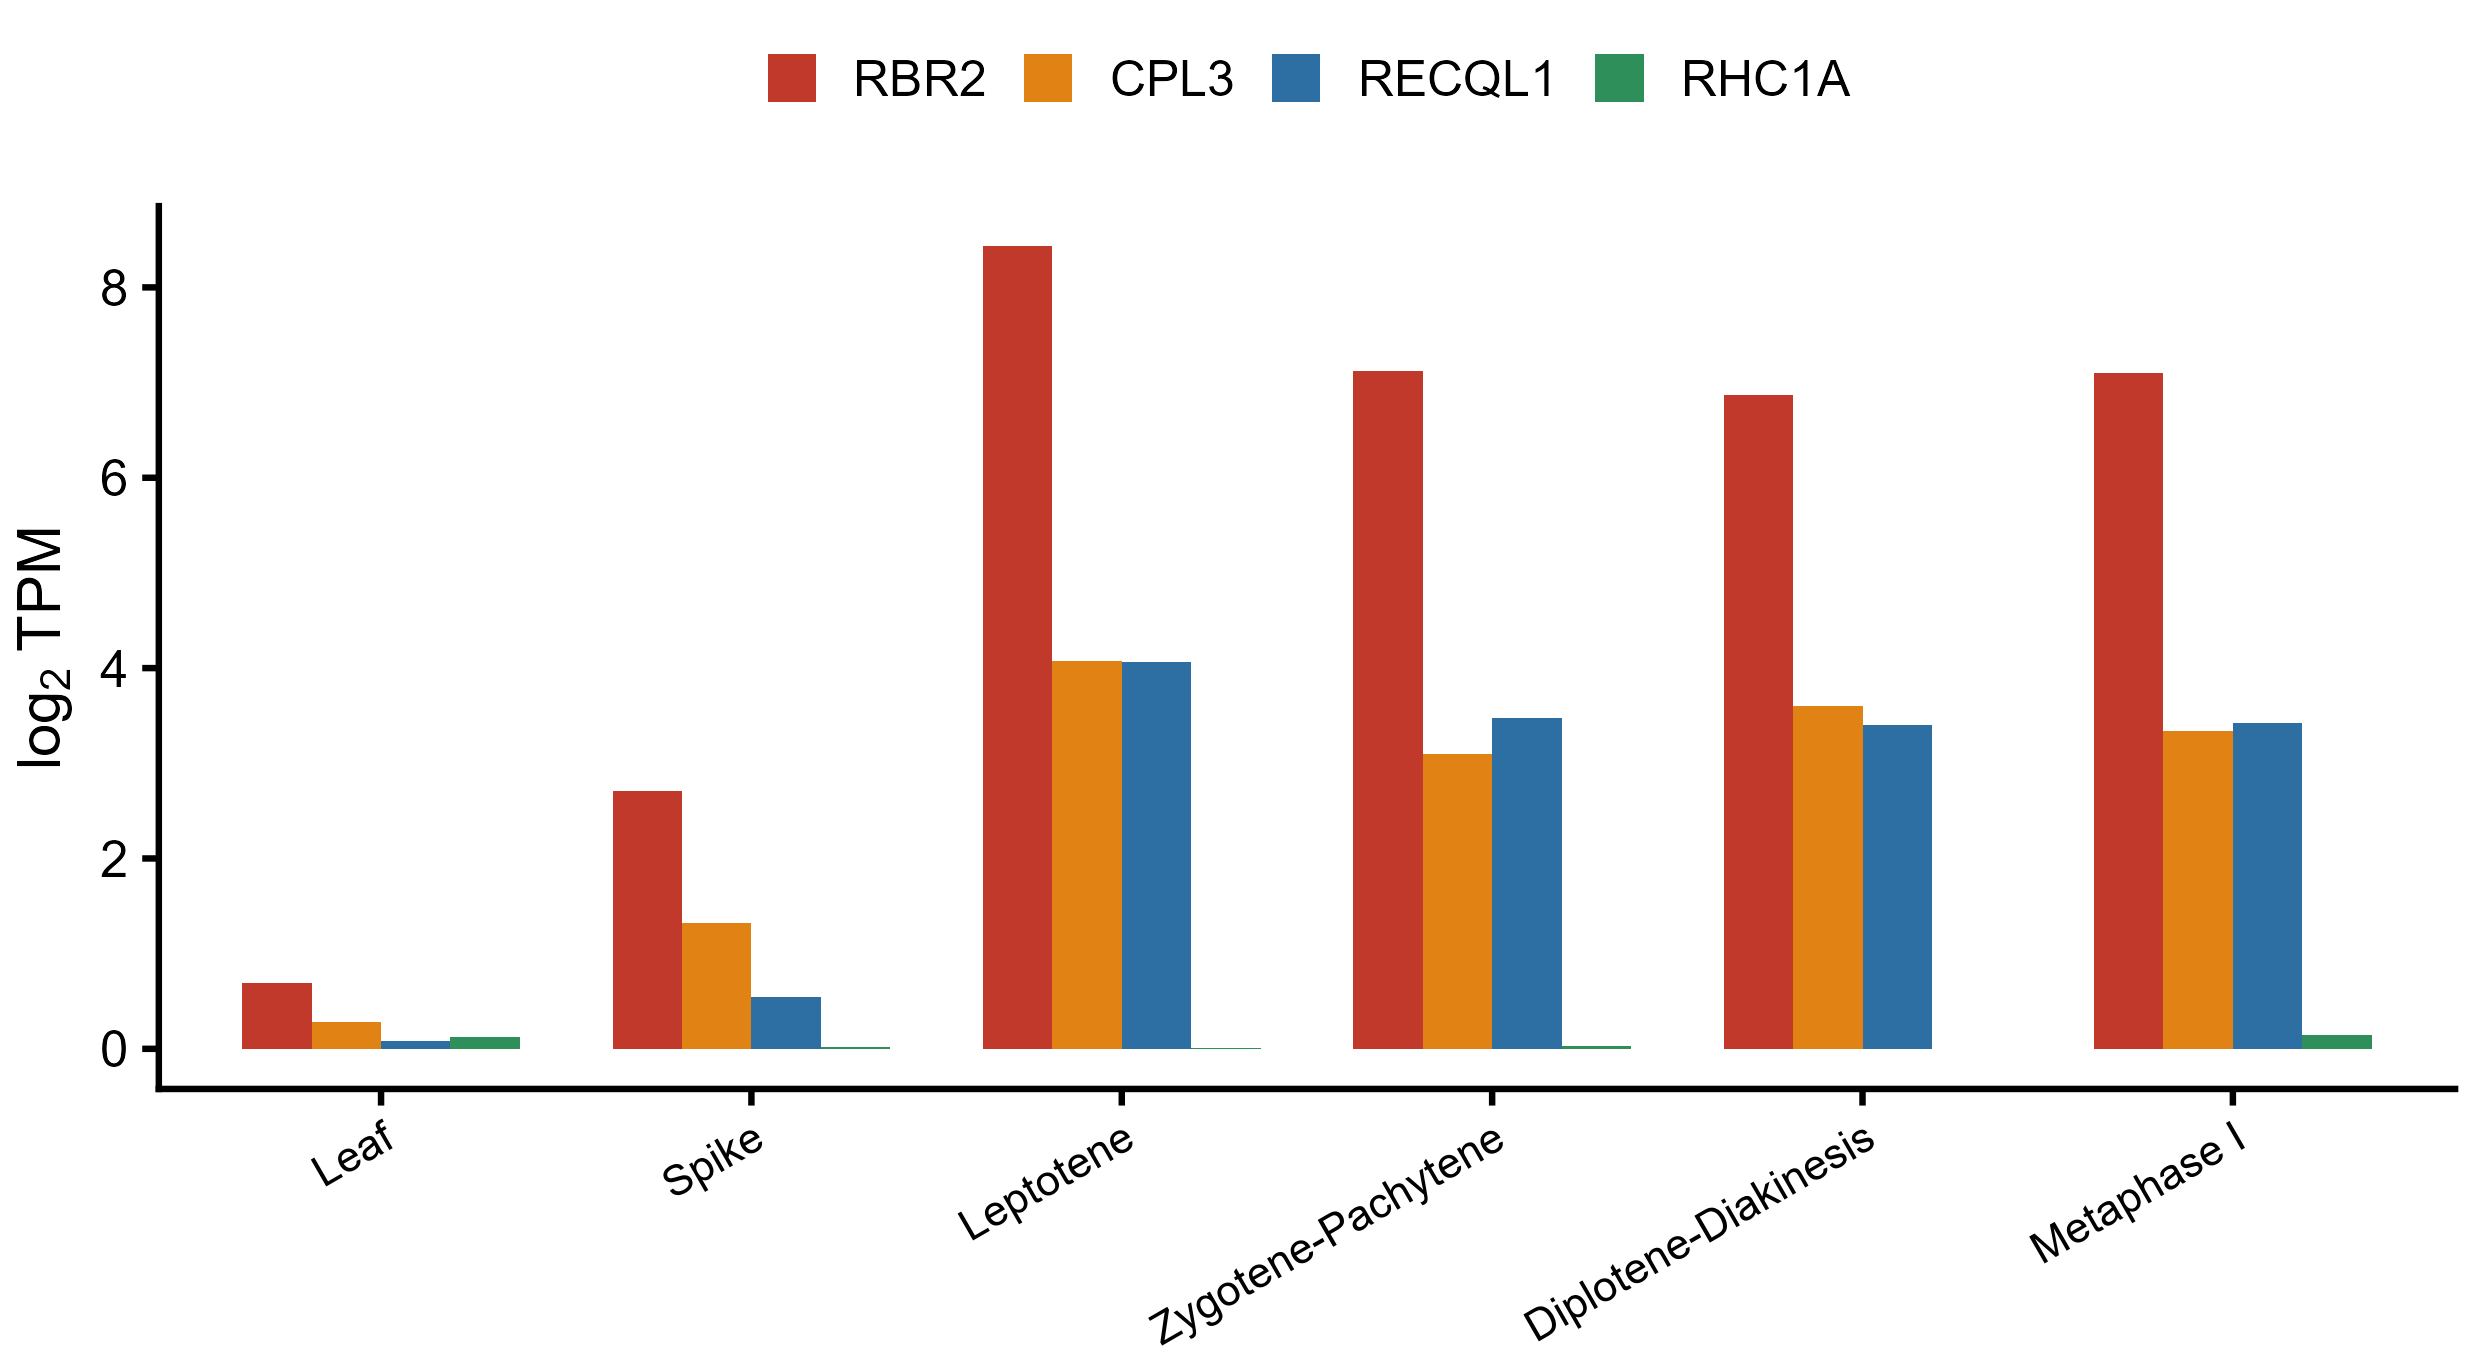 RBR2 CPL3 RECQL1 RHC1A
log₂ TPM
8
6
4
2
0
Leaf
Spike
Leptotene
Zygotene-Pachytene
Diplotene-Diakinesis
Metaphase I